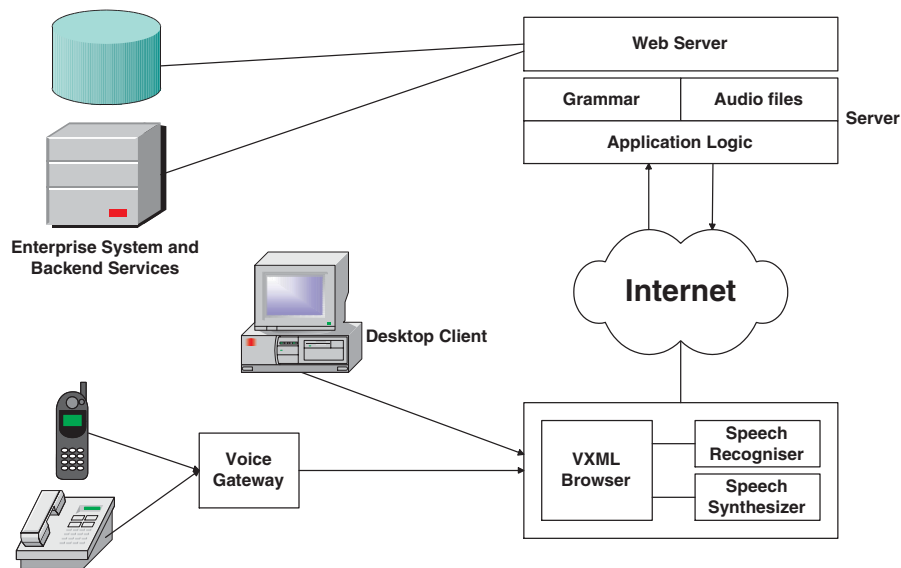 Web Server
Grammar
Audio files
Server
Application Logic
Enterprise System and
Backend Services
Internet
Desktop Client
Voice
Gateway
VXML
Browser
Speech
Recogniser
Speech
Synthesizer